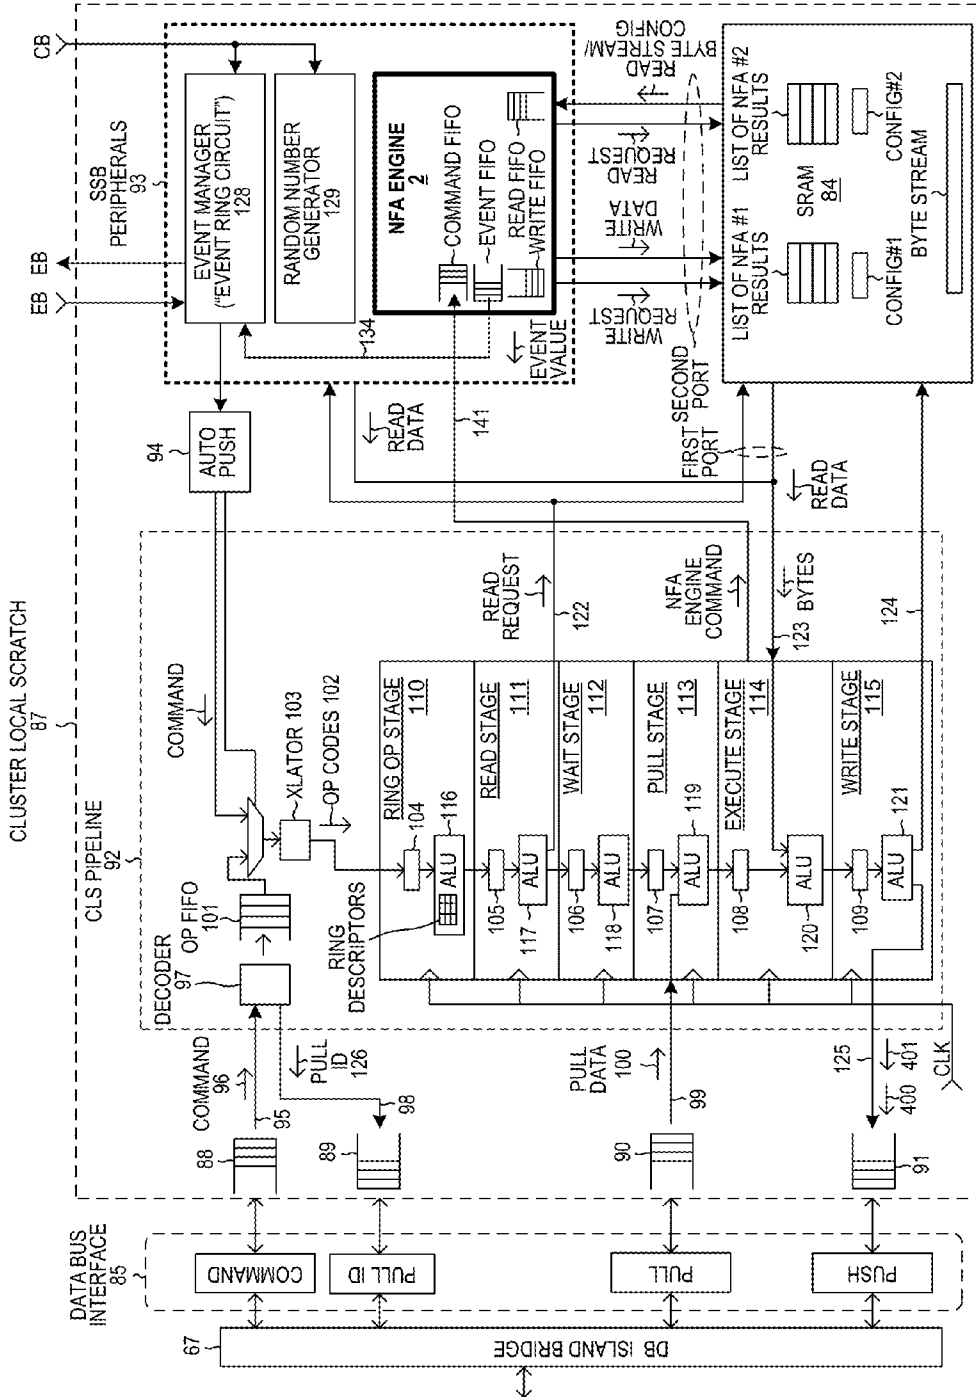 CLUSTER LOCAL SCRATCH
87
CLS PIPELINE
92
SSB
PERIPHERALS
93
EB
EB
CB
EVENT MANAGER
("EVENT RING CIRCUIT")
128
RANDOM NUMBER
GENERATOR
129
NFA ENGINE
2
COMMAND FIFO
EVENT FIFO
READ FIFO
WRITE FIFO
134
EVENT
VALUE
AUTO
PUSH
94
READ
DATA
141
WRITE
REQUEST
WRITE
DATA
READ
REQUEST
READ
BYTE STREAM/
CONFIG
SECOND PORT
FIRST
PORT
LIST OF NFA #1
RESULTS
LIST OF NFA #2
RESULTS
SRAM
84
CONFIG#1
CONFIG#2
BYTE STREAM
READ
DATA
BYTES
123
124
COMMAND
DECODER
97
OP FIFO
101
XLATOR 103
OP CODES 102
RING
DESCRIPTORS
RING OP STAGE
110
104
ALU
116
READ STAGE
111
105
ALU
117
READ
REQUEST
122
WAIT STAGE
112
106
ALU
118
PULL STAGE
113
107
ALU
119
NFA
ENGINE
COMMAND
EXECUTE STAGE
114
108
ALU
120
WRITE STAGE
115
109
ALU
121
COMMAND
96
95
PULL
ID
126
98
PULL
DATA
100
99
125
401
400
CLK
88
89
90
91
DATA BUS
INTERFACE
85
COMMAND
PULL ID
PULL
PUSH
67
DB ISLAND BRIDGE